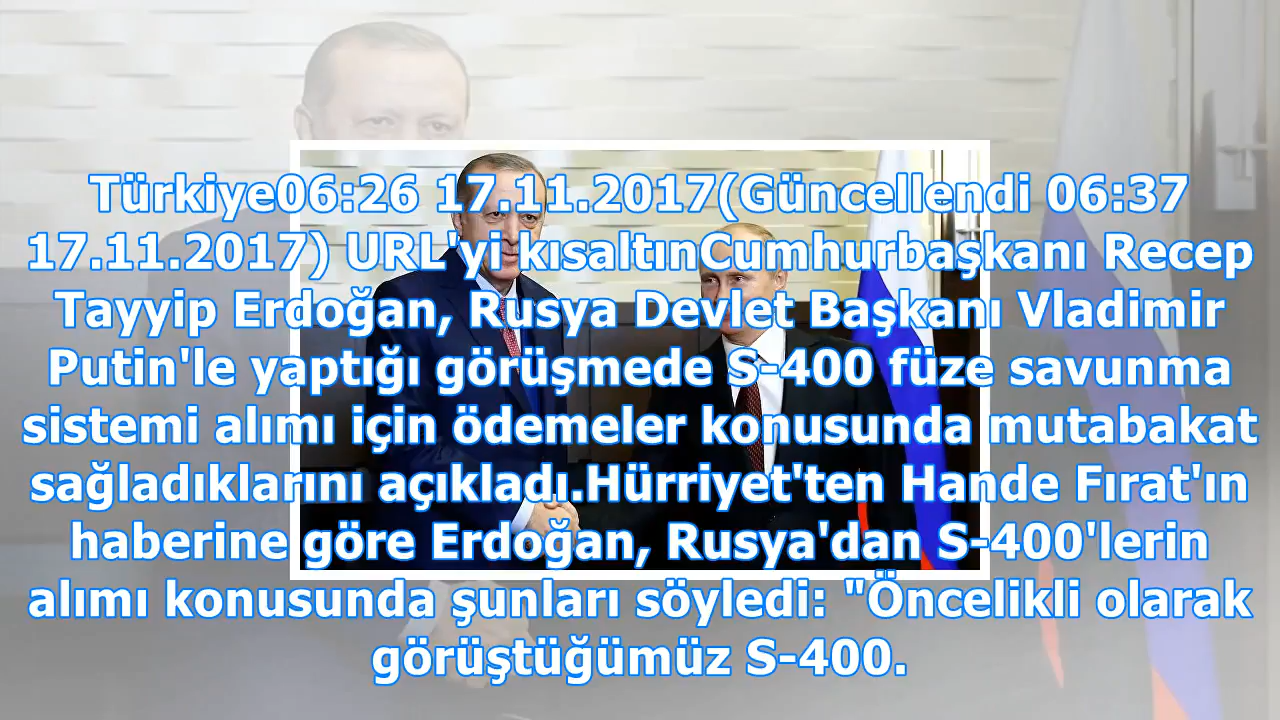 Türkiye06:26 17.11.2017(Güncellendi 06:37
17.11.2017) URL'yi kısaltınCumhurbaşkanı Recep
Tayyip Erdoğan, Rusya Devlet Başkanı Vladimir
Putin'le yaptığı görüşmede S-400 füze savunma
sistemi alımı için ödemeler konusunda mutabakat
sağladıklarını açıkladı.Hürriyet'ten Hande Fırat'ın
haberine göre Erdoğan, Rusya'dan S-400'lerin
alımı konusunda şunları söyledi: "Öncelikli olarak
görüştüğümüz S-400.